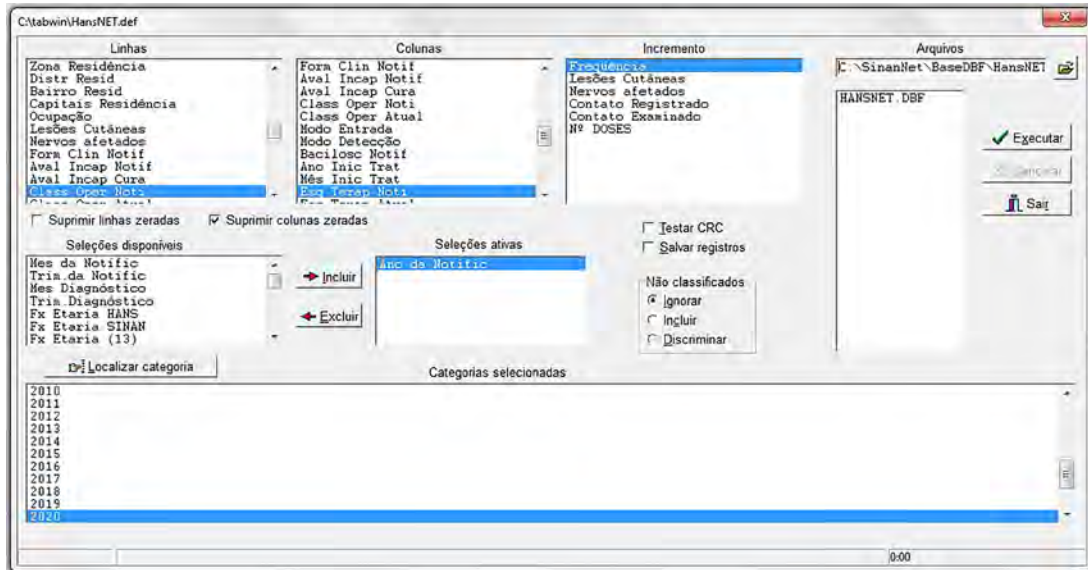 C:\tabwin\HansNET.def
Linhas
Zona Residência
Distr Resid
Bairro Resid
Capitais Residência
Ocupação
Lesões Cutâneas
Nervos afetados
Form Clin Notif
Aval Incap Notif
Aval Incap Cura
Class Oper Noti
Class Oper Atual
Colunas
Form Clin Notif
Aval Incap Notif
Aval Incap Cura
Class Oper Noti
Class Oper Atual
Modo Entrada
Modo Detecção
Bacilosc Notif
Ano Inic Trat
Mês Inic Trat
Esq Terap Noti
Esq Terap Atual
Incremento
Frequência
Lesões Cutâneas
Nervos afetados
Contato Registrado
Contato Examinado
Nº DOSES
Arquivos
C:\SinanNet\BaseDBF\HansNET
HANSNET.DBF
Executar
Cancelar
Sair
Suprimir linhas zeradas
Suprimir colunas zeradas
Testar CRC
Salvar registros
Seleções disponíveis
Mes da Notific
Trim.da Notific
Mes Diagnóstico
Trim.Diagnóstico
Fx Etaria HANS
Fx Etaria SINAN
Fx Etaria (13)
Incluir
Excluir
Seleções ativas
Ano da Notific
Não classificados
Ignorar
Incluir
Discriminar
Localizar categoria
Categorias selecionadas
2010
2011
2012
2013
2014
2015
2016
2017
2018
2019
2020
0:00